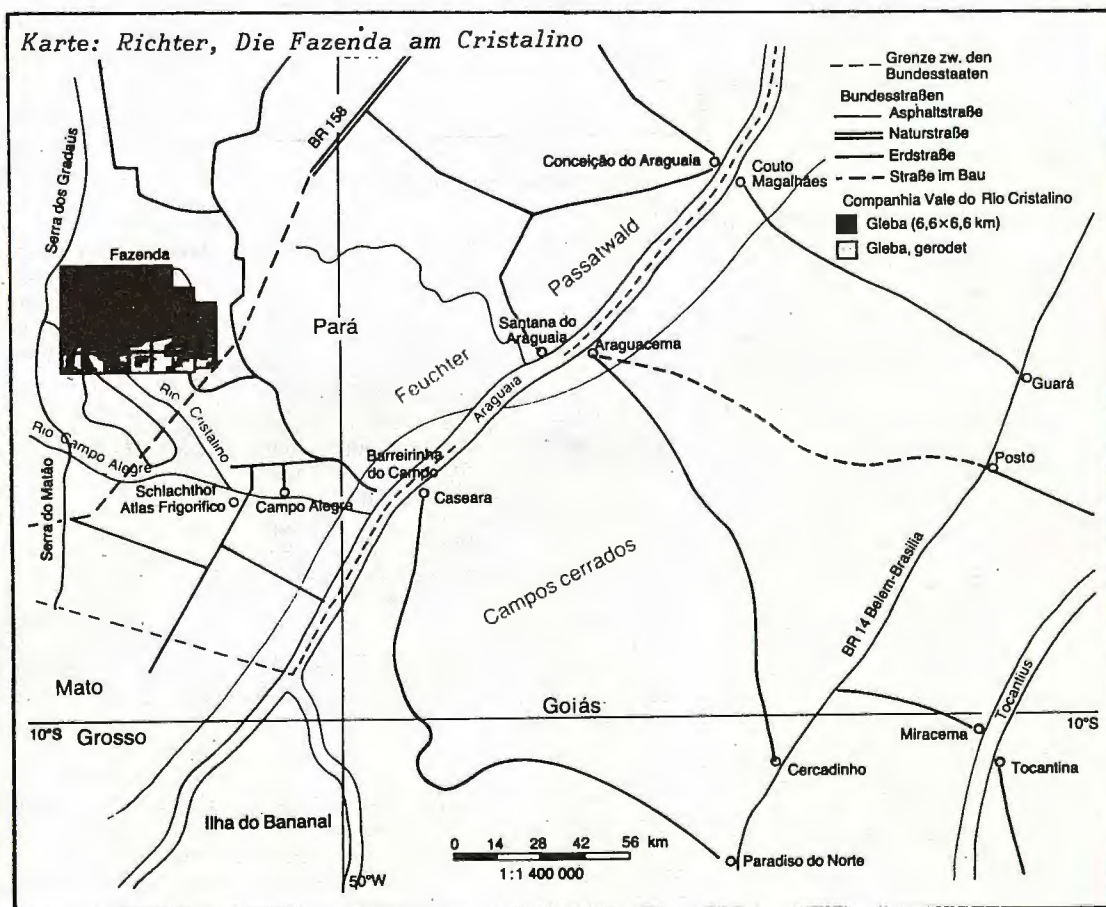 Karte: Richter, Die Fazenda am Cristalino
Grenze zw. den
Bundesstaaten
Bundesstraßen
Asphaltstraße
Naturstraße
Erdstraße
Straße im Bau
Companhia Vale do Rio Cristalino
Gleba (6,6×6,6 km)
Gleba, gerodet
BR 158
Serra dos Gradaús
Conceição do Araguaia
Couto
Magalhães
Fazenda
Passatwald
Pará
Santana do
Araguaia
Araguacema
Feuchter
Araguaia
Guará
Rio Cristalino
Rio Campo Alegre
Barreirinha
do Campo
Posto
Schlachthof
Atlas Frigorifico
Campo Alegre
Caseara
Serra do Matão
Campos cerrados
BR 14 Belem-Brasilia
Mato
Grosso
Goiás
10°S
10°S
Tocantius
Miracema
Cercadinho
Tocantina
Ilha do Bananal
0 14 28 42 56 km
1:1 400 000
Paradiso do Norte
50°W